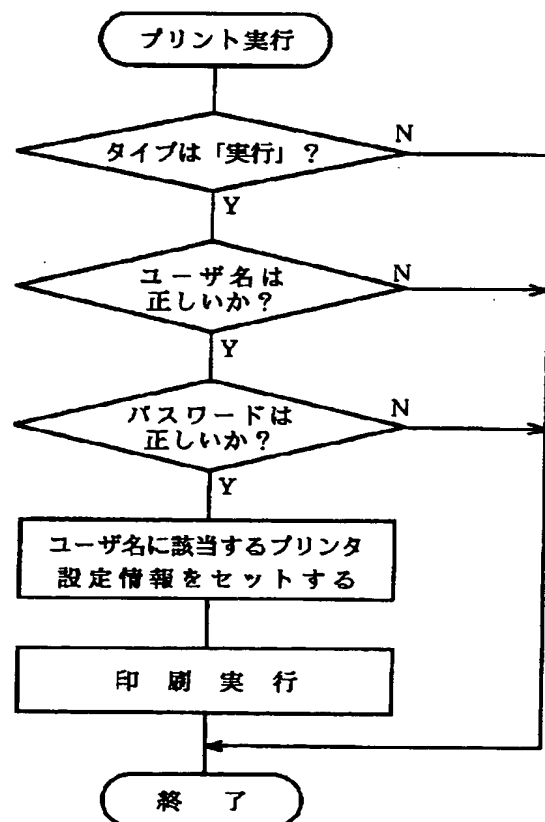 プリント実行
タイプは「実行」?
N
Y
ユーザ名は
正しいか?
N
Y
パスワードは
正しいか?
N
Y
ユーザ名に該当するプリンタ
設定情報をセットする
印刷実行
終了